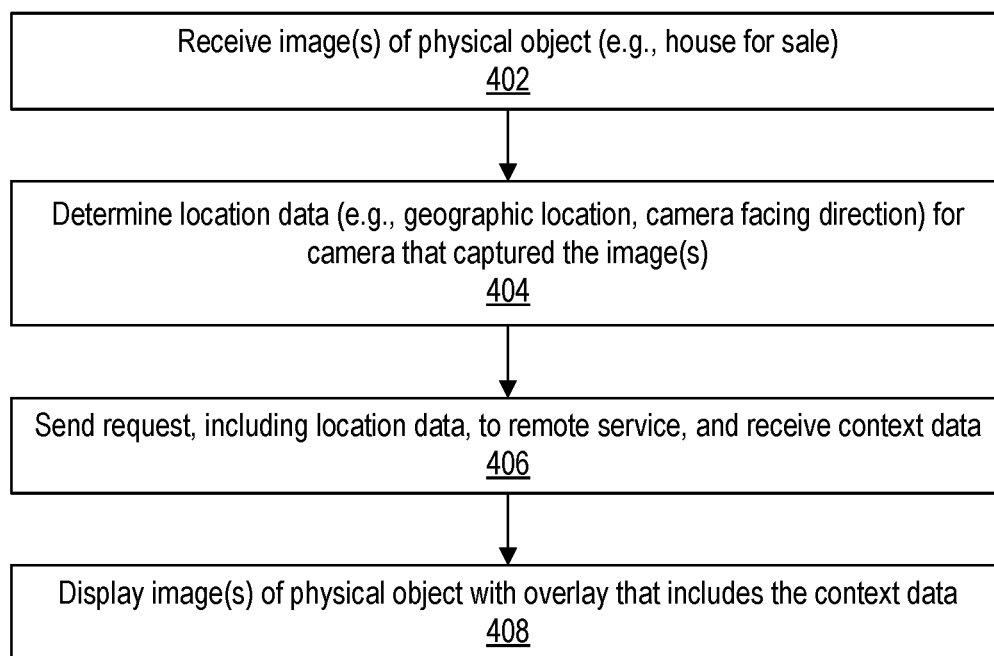 Receive image(s) of physical object (e.g., house for sale)
402
Determine location data (e.g., geographic location, camera facing direction) for
camera that captured the image(s)
404
Send request, including location data, to remote service, and receive context data
406
Display image(s) of physical object with overlay that includes the context data
408